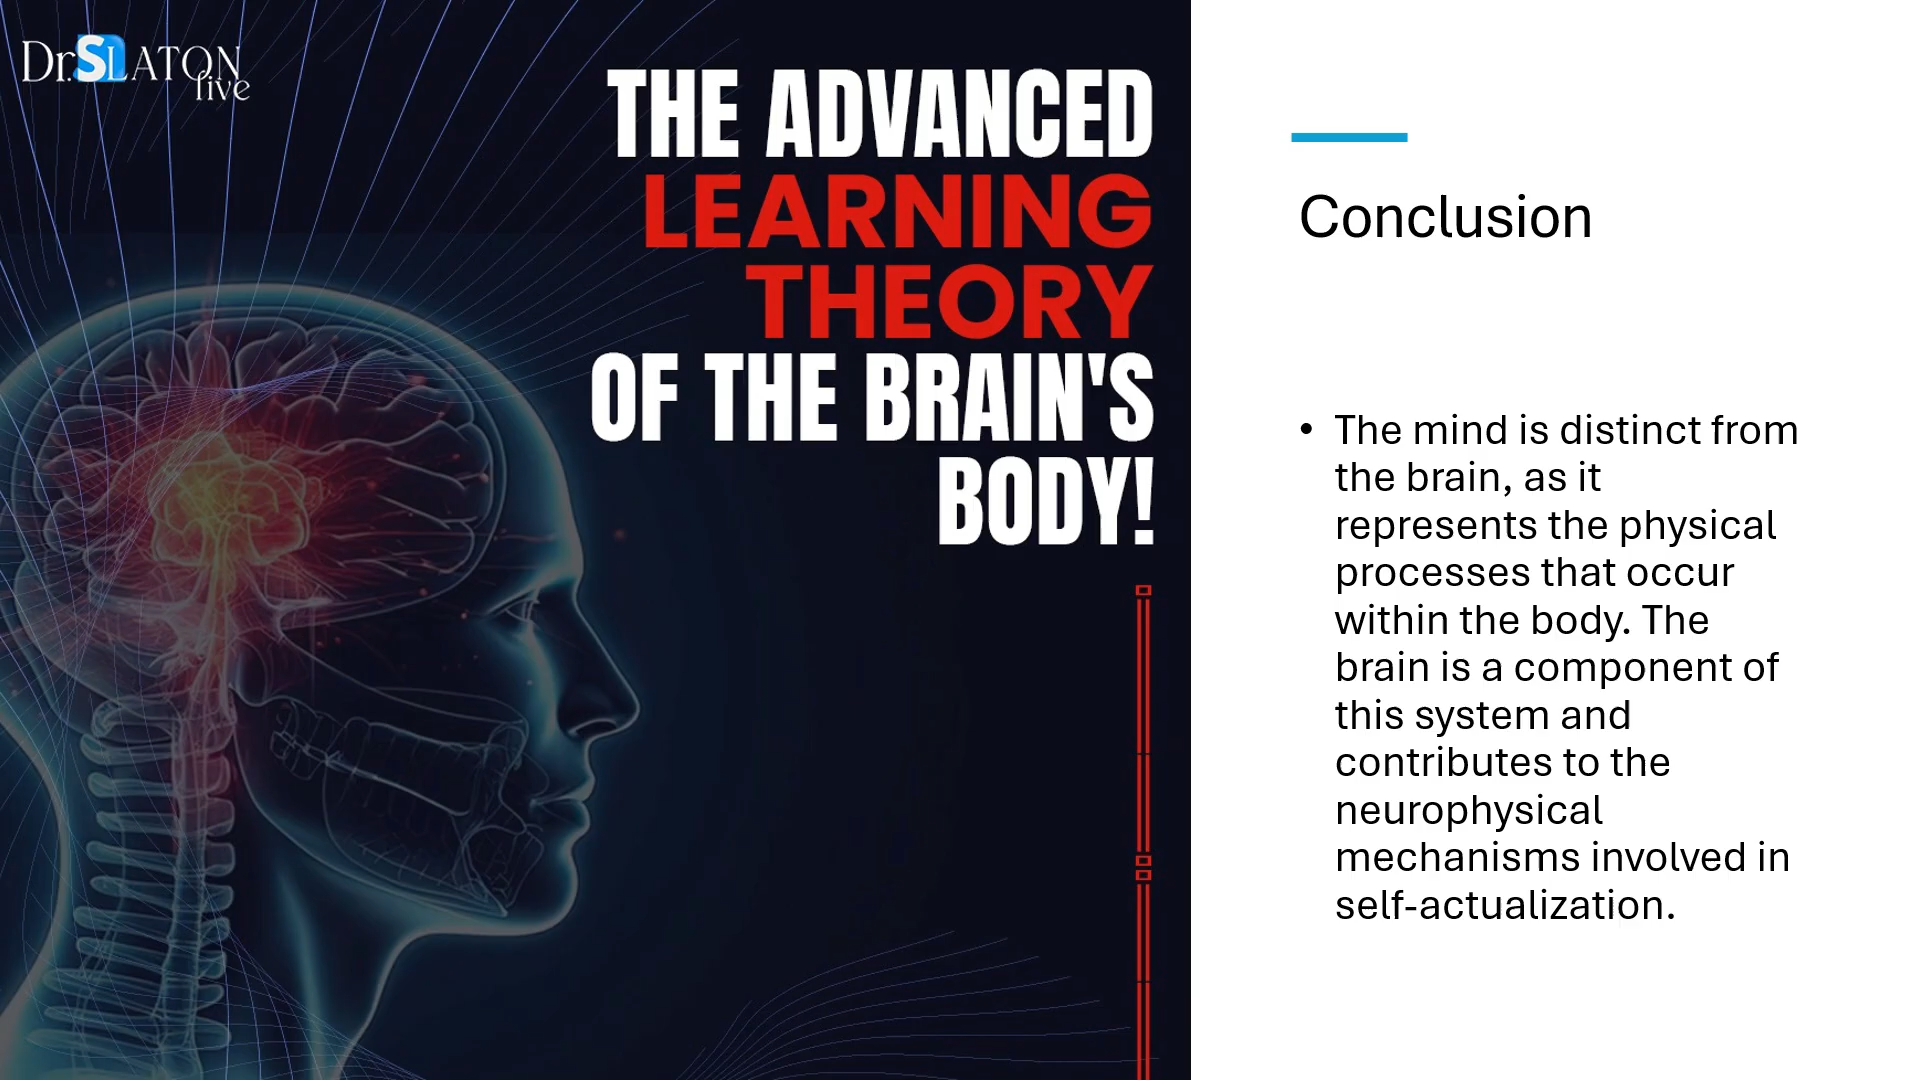 Dr.SLATON
live
THE ADVANCED
LEARNING
THEORY
OF THE BRAIN'S
BODY!
Conclusion
• The mind is distinct from
the brain, as it
represents the physical
processes that occur
within the body. The
brain is a component of
this system and
contributes to the
neurophysical
mechanisms involved in
self-actualization.